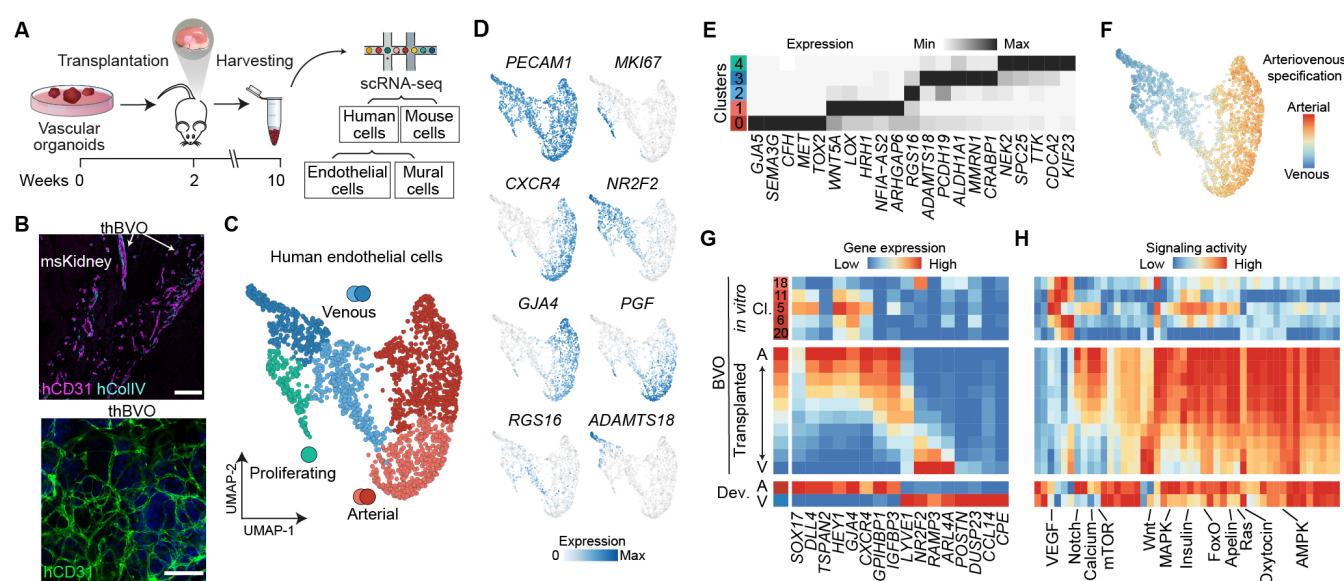 A
Transplantation
Harvesting
scRNA-seq
Human cells
Mouse cells
Vascular organoids
Endothelial cells
Mural cells
Weeks 0 2 10
B
thBVO
msKidney
hCD31 hColIV
thBVO
hCD31
C
Human endothelial cells
Venous
Proliferating
Arterial
UMAP-2
UMAP-1
D
PECAM1 MKI67
CXCR4 NR2F2
GJA4 PGF
RGS16 ADAMTS18
Expression
0 Max
E
Expression Min Max
Clusters
4
3
2
1
0
GJA5
SEMA3G
CFH
MET
TOX2
WNT5A
LOX
HRH1
NFIA-AS2
ARHGAP6
RGS16
ADAMTS18
PCDH19
ALDH1A1
MMRN1
CRABP1
NEK2
SPC25
TTK
CDCA2
KIF23
F
Arteriovenous specification
Arterial
Venous
G
Gene expression
Low High
BVO
in vitro
Cl.
18
11
5
6
20
Transplanted
A
V
Dev.
A
V
SOX17
DLL4
TSPAN2
HEY1
GJA4
CXCR4
GPIHBP1
IGFBP3
LYVE1
NR2F2
RAMP3
ARL4A
POSTN
DUSP23
CCL14
CPE
H
Signaling activity
Low High
VEGF
Notch
Calcium
mTOR
Wnt
MAPK
Insulin
FoxO
Apelin
Ras
Oxytocin
AMPK